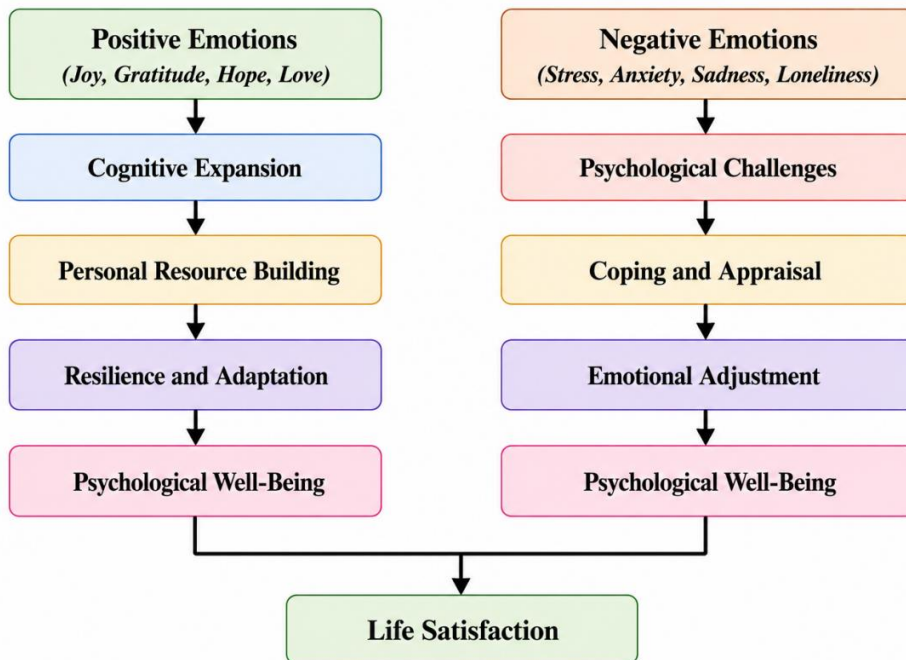 Positive Emotions
(Joy, Gratitude, Hope, Love)
Cognitive Expansion
Personal Resource Building
Resilience and Adaptation
Psychological Well-Being
Negative Emotions
(Stress, Anxiety, Sadness, Loneliness)
Psychological Challenges
Coping and Appraisal
Emotional Adjustment
Psychological Well-Being
Life Satisfaction